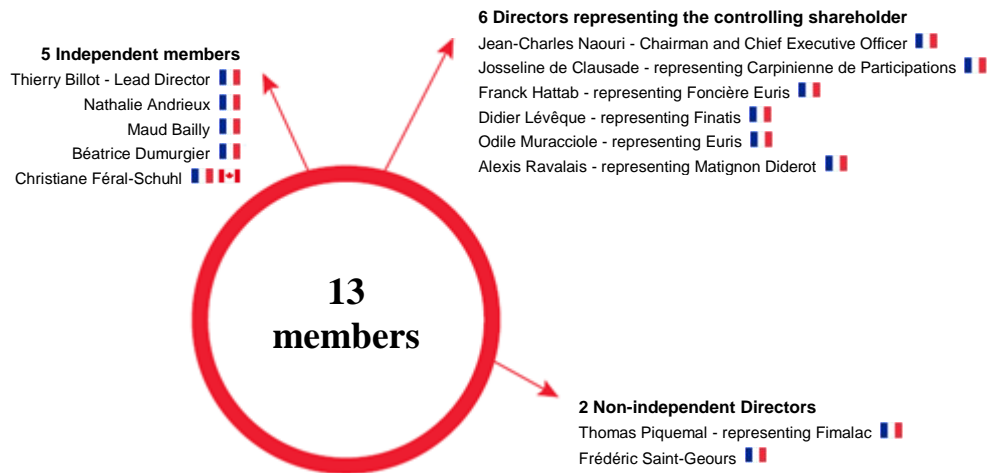 5 Independent members
Thierry Billot - Lead Director
Nathalie Andrieux
Maud Bailly
Béatrice Dumurgier
Christiane Féral-Schuhl
6 Directors representing the controlling shareholder
Jean-Charles Naouri - Chairman and Chief Executive Officer
Josseline de Clausade - representing Carpinienne de Participations
Franck Hattab - representing Foncière Euris
Didier Lévêque - representing Finatis
Odile Muracciole - representing Euris
Alexis Ravalais - representing Matignon Diderot
13
members
2 Non-independent Directors
Thomas Piquemal - representing Fimalac
Frédéric Saint-Geours